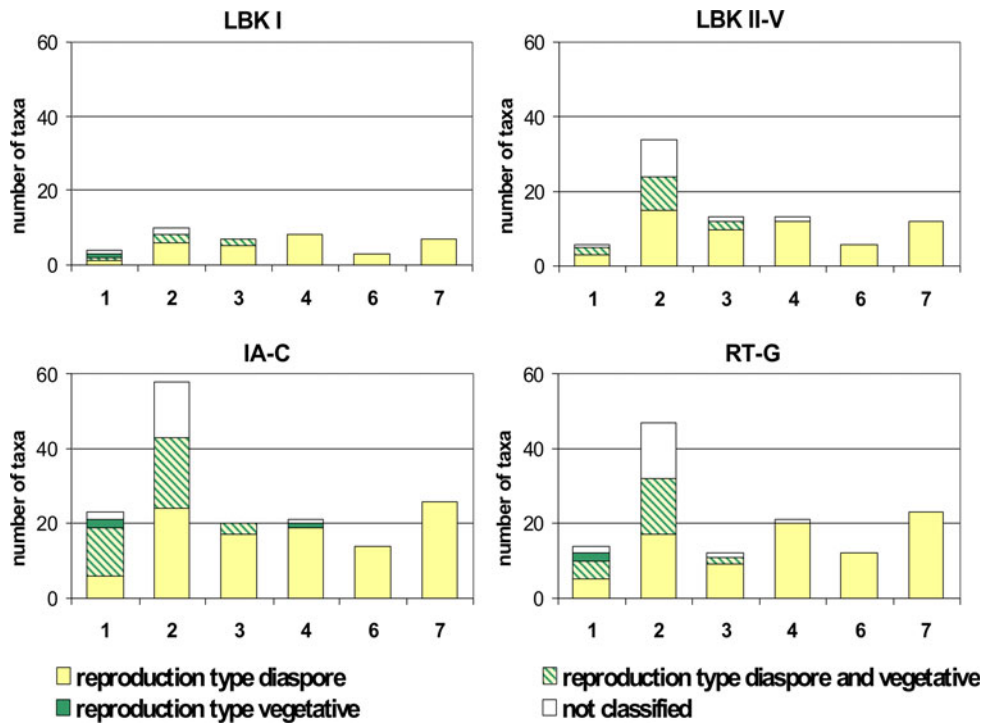 LBK I
LBK II-V
60
40
20
0
number of taxa
1 2 3 4 6 7
60
40
20
0
number of taxa
1 2 3 4 6 7
IA-C
RT-G
60
40
20
0
number of taxa
1 2 3 4 6 7
60
40
20
0
number of taxa
1 2 3 4 6 7
reproduction type diaspore
reproduction type diaspore and vegetative
reproduction type vegetative
not classified